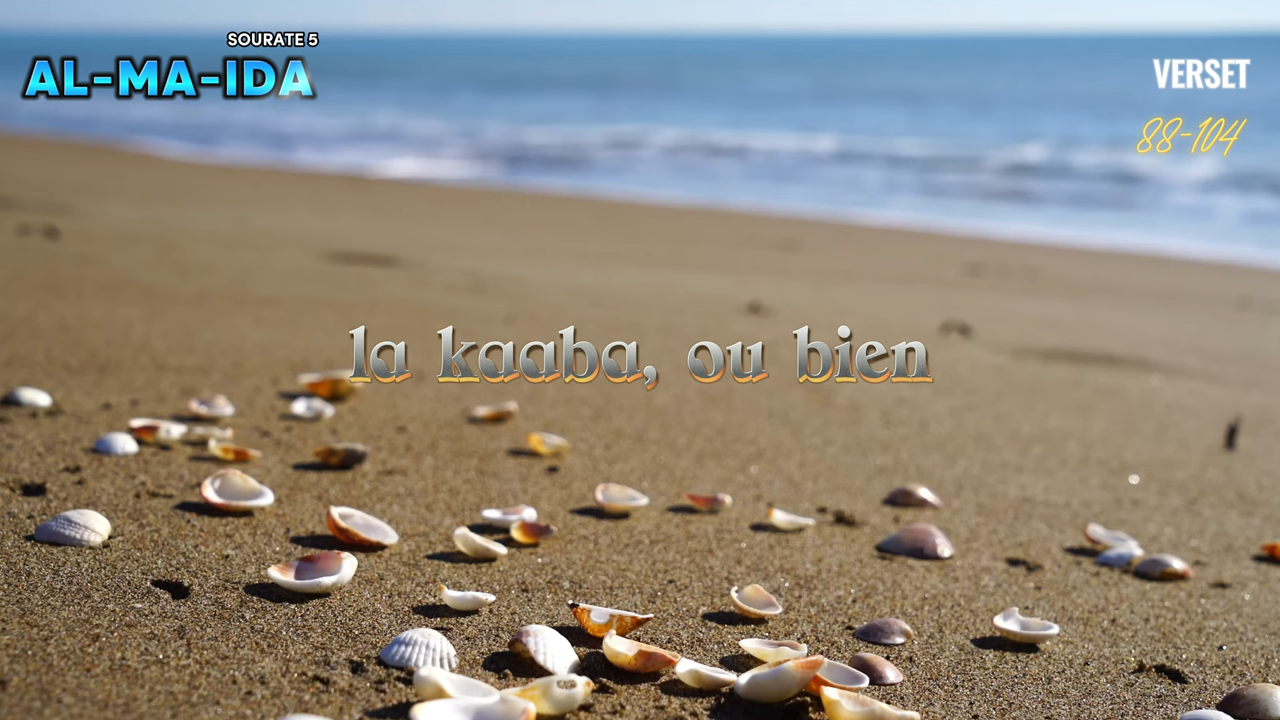 SOURATE 5
AL-MA-IDA
VERSET
88-104
la kaaba, ou bien